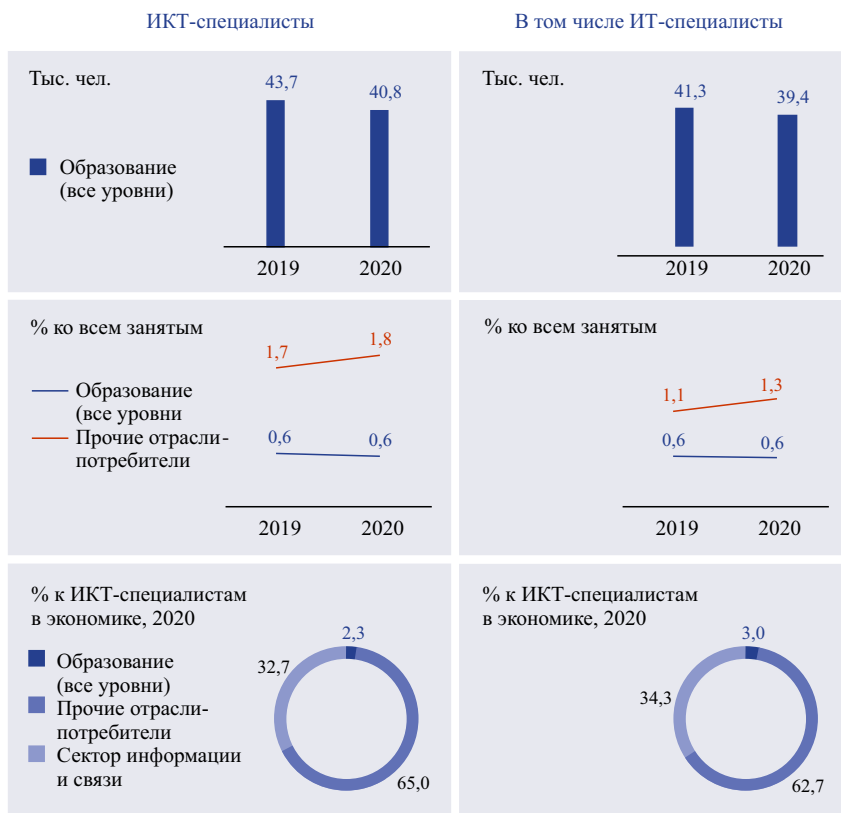 ИКТ-специалисты
В том числе ИТ-специалисты
Тыс. чел.
43,7
40,8
Образование
(все уровни)
2019
2020
Тыс. чел.
41,3
39,4
2019
2020
% ко всем занятым
1,7
1,8
Образование
(все уровни
Прочие отрасли-
потребители
0,6
0,6
2019
2020
% ко всем занятым
1,1
1,3
0,6
0,6
2019
2020
% к ИКТ-специалистам
в экономике, 2020
2,3
Образование
(все уровни)
32,7
Прочие отрасли-
потребители
Сектор информации
и связи
65,0
% к ИКТ-специалистам
в экономике, 2020
3,0
34,3
62,7